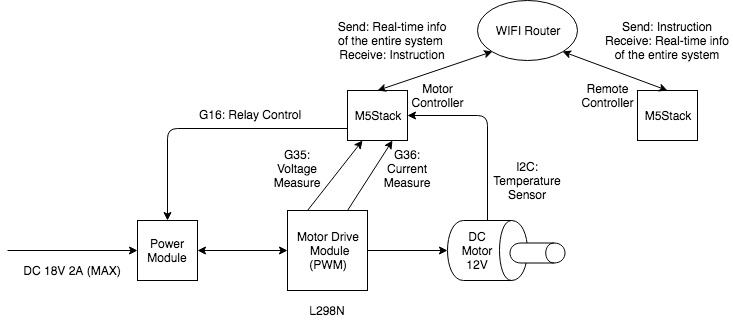 Send: Real-time info
of the entire system
Receive: Instruction
WIFI Router
Send: Instruction
Receive: Real-time info
of the entire system
Motor
Controller
M5Stack
Remote
Controller
M5Stack
G16: Relay Control
G35:
Voltage
Measure
G36:
Current
Measure
I2C:
Temperature
Sensor
Power
Module
Motor Drive
Module
(PWM)
DC
Motor
12V
DC 18V 2A (MAX)
L298N